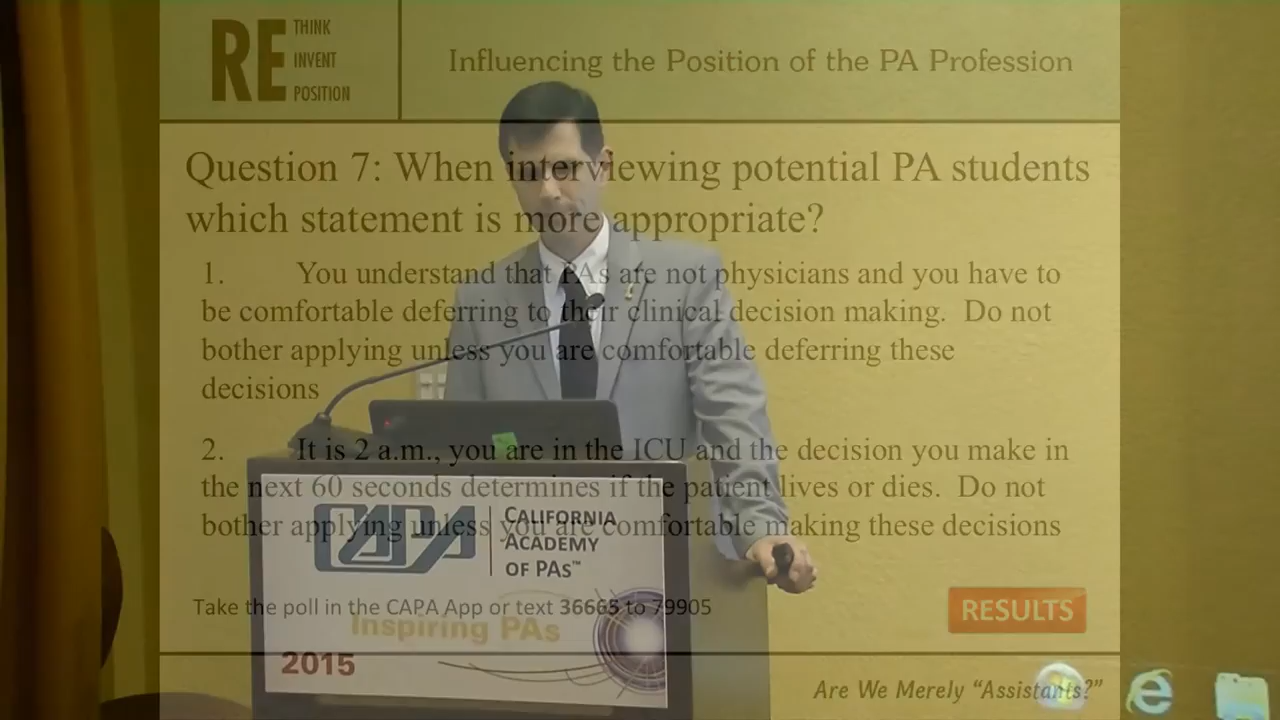 RE THINK
INVENT
POSITION
Influencing the Position of the PA Profession
Question 7: When interviewing potential PA students
which statement is more appropriate?
1. You understand that PAs are not physicians and you have to
be comfortable deferring to their clinical decision making. Do not
bother applying unless you are comfortable deferring these
decisions
2. It is 2 a.m., you are in the ICU and the decision you make in
the next 60 seconds determines if the patient lives or dies. Do not
bother applying unless you are comfortable making these decisions
CAPA
CALIFORNIA
ACADEMY
OF PAs™
Take the poll in the CAPA App or text 36665 to 79905
RESULTS
Inspiring PAs
2015
Are We Merely "Assistants?"